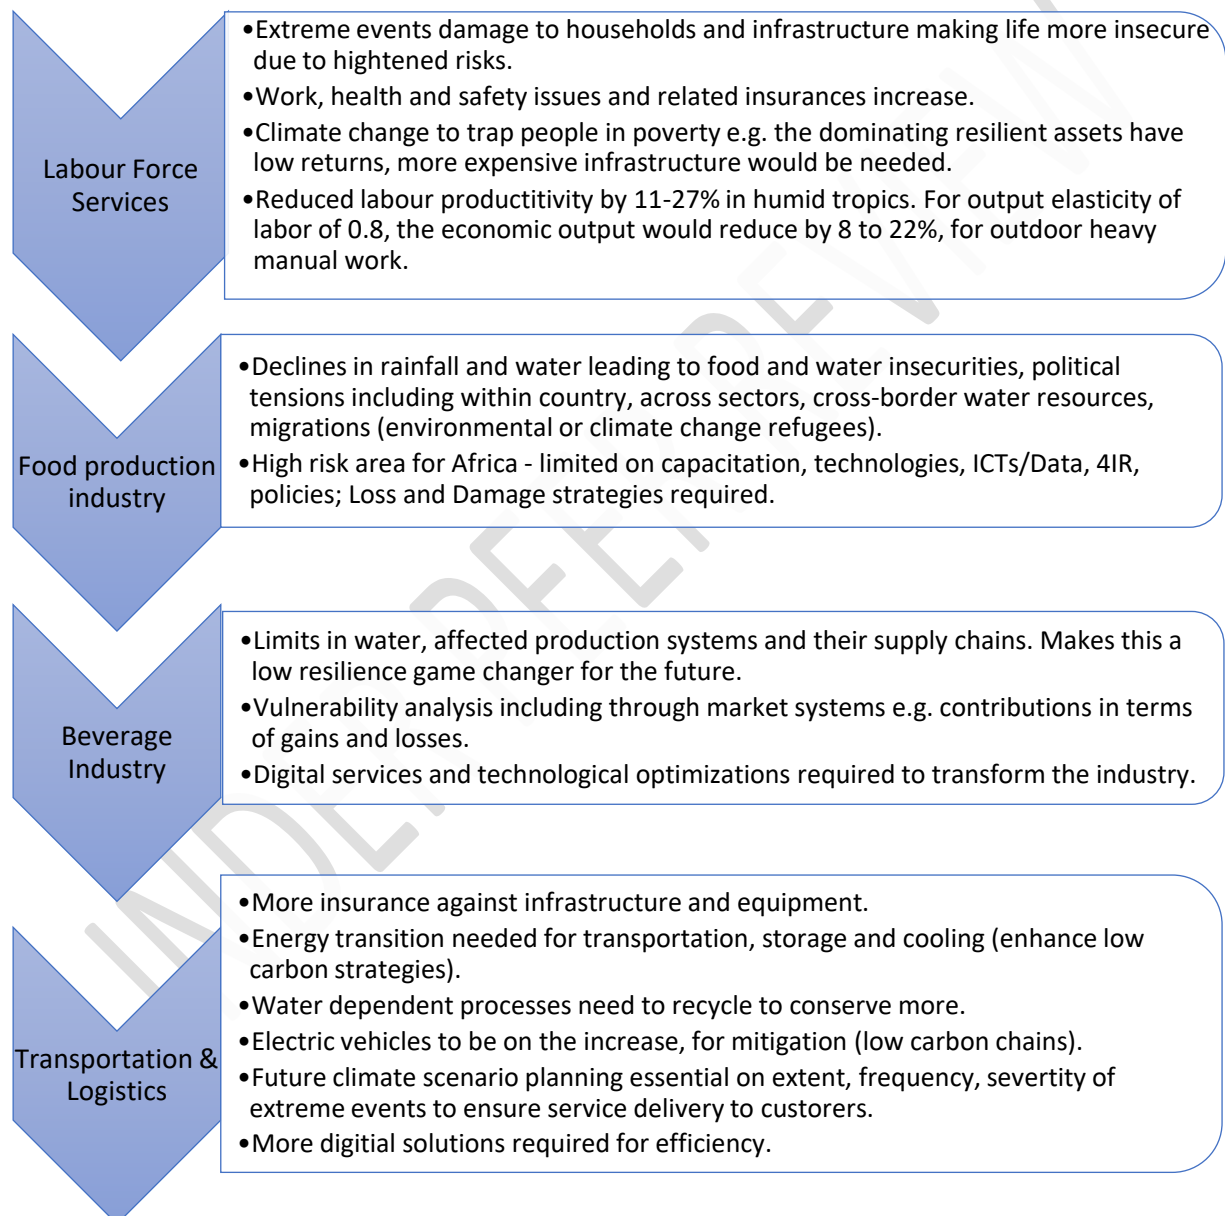 Labour Force
Services
•Extreme events damage to households and infrastructure making life more insecure
due to hightened risks.
•Work, health and safety issues and related insurances increase.
•Climate change to trap people in poverty e.g. the dominating resilient assets have
low returns, more expensive infrastructure would be needed.
•Reduced labour productitivity by 11-27% in humid tropics. For output elasticity of
labor of 0.8, the economic output would reduce by 8 to 22%, for outdoor heavy
manual work.
Food production
industry
•Declines in rainfall and water leading to food and water insecurities, political
tensions including within country, across sectors, cross-border water resources,
migrations (environmental or climate change refugees).
•High risk area for Africa - limited on capacitation, technologies, ICTs/Data, 4IR,
policies; Loss and Damage strategies required.
Beverage
Industry
•Limits in water, affected production systems and their supply chains. Makes this a
low resilience game changer for the future.
•Vulnerability analysis including through market systems e.g. contributions in terms
of gains and losses.
•Digital services and technological optimizations required to transform the industry.
Transportation &
Logistics
•More insurance against infrastructure and equipment.
•Energy transition needed for transportation, storage and cooling (enhance low
carbon strategies).
•Water dependent processes need to recycle to conserve more.
•Electric vehicles to be on the increase, for mitigation (low carbon chains).
•Future climate scenario planning essential on extent, frequency, severtity of
extreme events to ensure service delivery to custorers.
•More digitial solutions required for efficiency.
UNDER PEER REVIEW